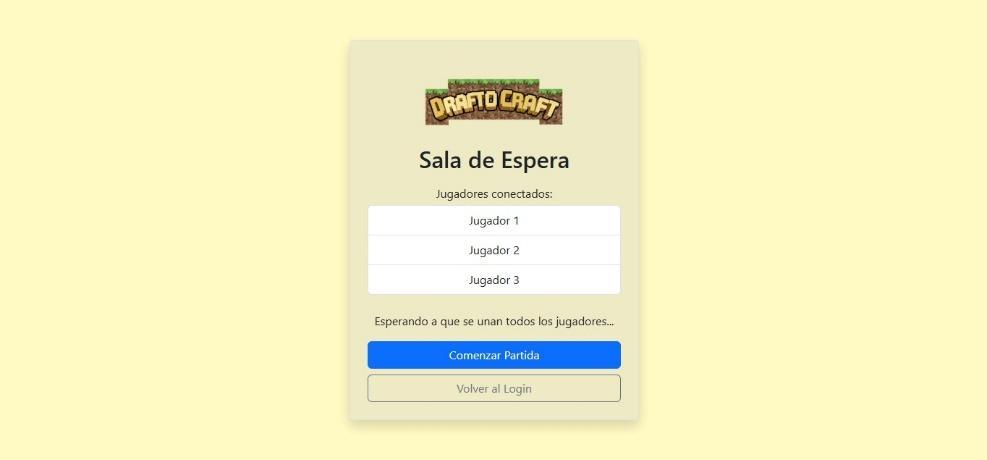 DRAFTO CRAFT
Sala de Espera
Jugadores conectados:
Jugador 1
Jugador 2
Jugador 3
Esperando a que se unan todos los jugadores...
Comenzar Partida
Volver al Login